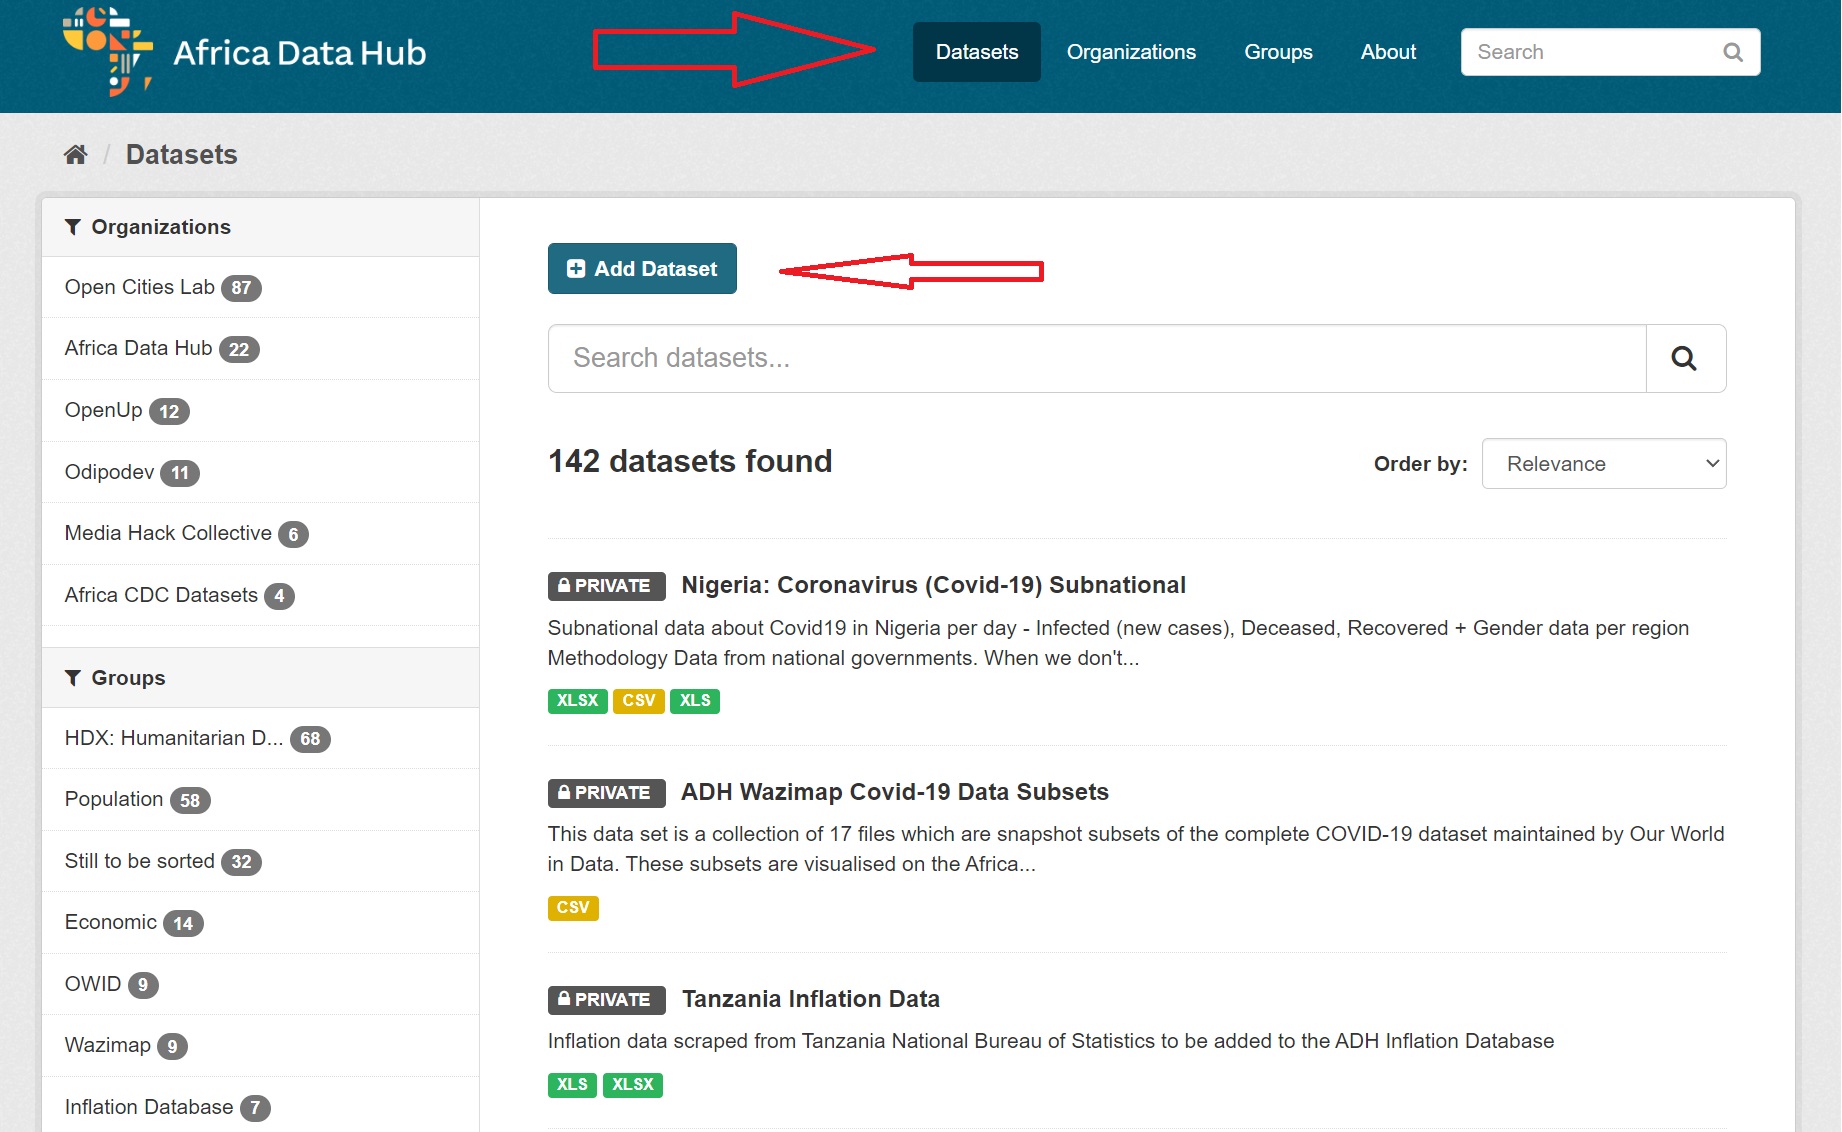 Africa Data Hub
Datasets
Organizations
Groups
About
Search
/ Datasets
Organizations
Open Cities Lab 87
Africa Data Hub 22
OpenUp 12
Odipodev 11
Media Hack Collective 6
Africa CDC Datasets 4
Groups
HDX: Humanitarian D... 68
Population 58
Still to be sorted 32
Economic 14
OWID 9
Wazimap 9
Inflation Database 7
Add Dataset
Search datasets...
142 datasets found
Order by: Relevance
PRIVATE Nigeria: Coronavirus (Covid-19) Subnational
Subnational data about Covid19 in Nigeria per day - Infected (new cases), Deceased, Recovered + Gender data per region
Methodology Data from national governments. When we don't...
XLSX CSV XLS
PRIVATE ADH Wazimap Covid-19 Data Subsets
This data set is a collection of 17 files which are snapshot subsets of the complete COVID-19 dataset maintained by Our World
in Data. These subsets are visualised on the Africa...
CSV
PRIVATE Tanzania Inflation Data
Inflation data scraped from Tanzania National Bureau of Statistics to be added to the ADH Inflation Database
XLS XLSX